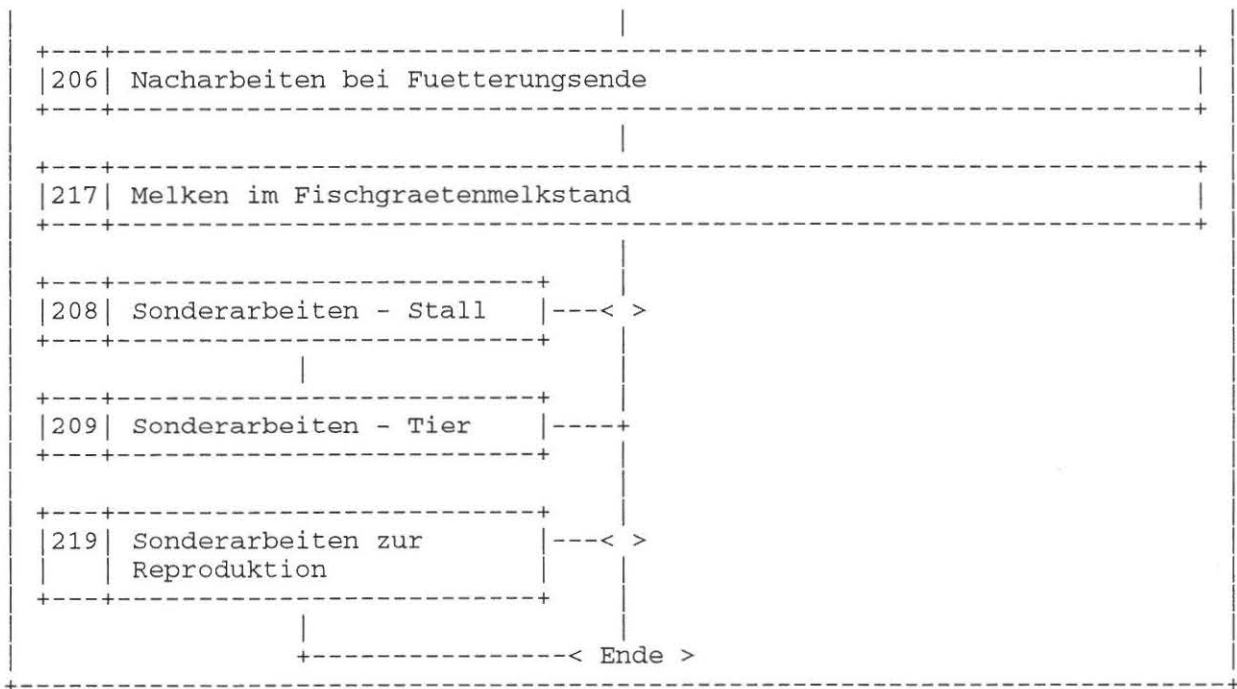 206 Nacharbeiten bei Fuetterungsende
217 Melken im Fischgraetenmelkstand
208 Sonderarbeiten - Stall ---< >
209 Sonderarbeiten - Tier ----+
219 Sonderarbeiten zur ---< >
Reproduktion
+----------------< Ende >